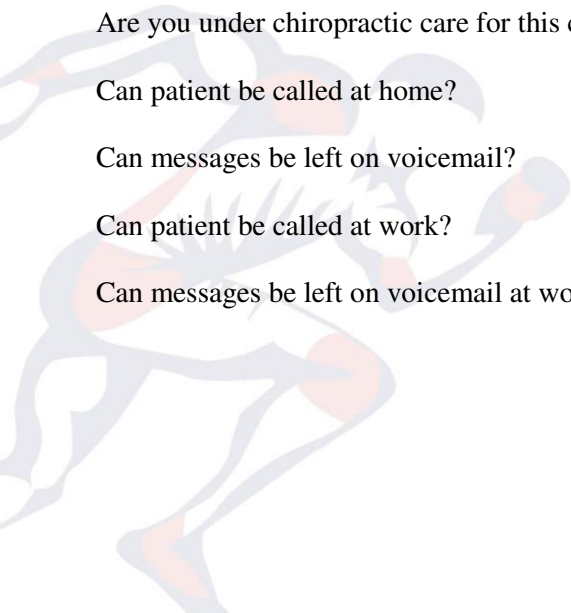 Are you under chiropractic care for this
Can patient be called at home?
Can messages be left on voicemail?
Can patient be called at work?
Can messages be left on voicemail at